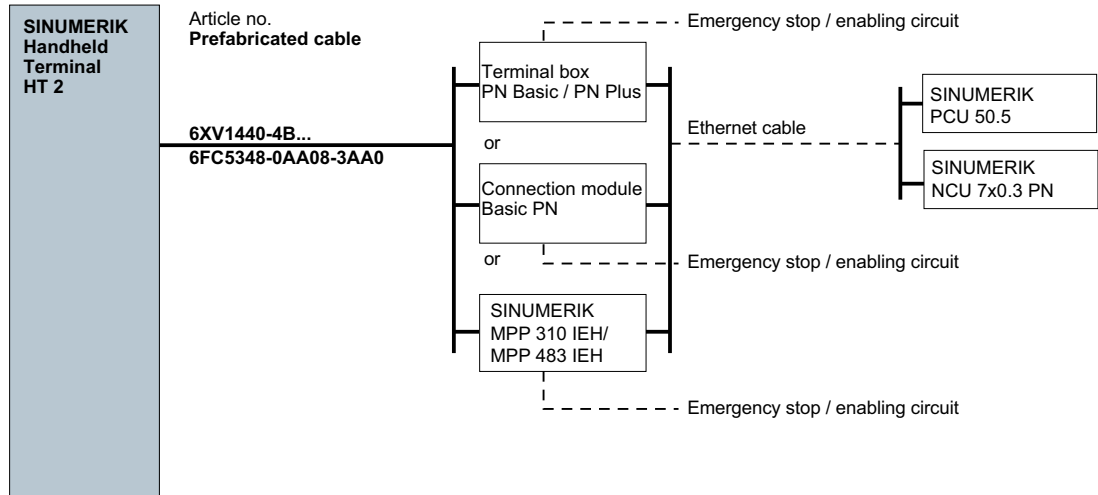 SINUMERIK
Handheld
Terminal
HT 2
Article no.
Prefabricated cable
6XV1440-4B...
6FC5348-0AA08-3AA0
Terminal box
PN Basic / PN Plus
or
Connection module
Basic PN
or
SINUMERIK
MPP 310 IEH/
MPP 483 IEH
Emergency stop / enabling circuit
Ethernet cable
Emergency stop / enabling circuit
Emergency stop / enabling circuit
SINUMERIK
PCU 50.5
SINUMERIK
NCU 7x0.3 PN